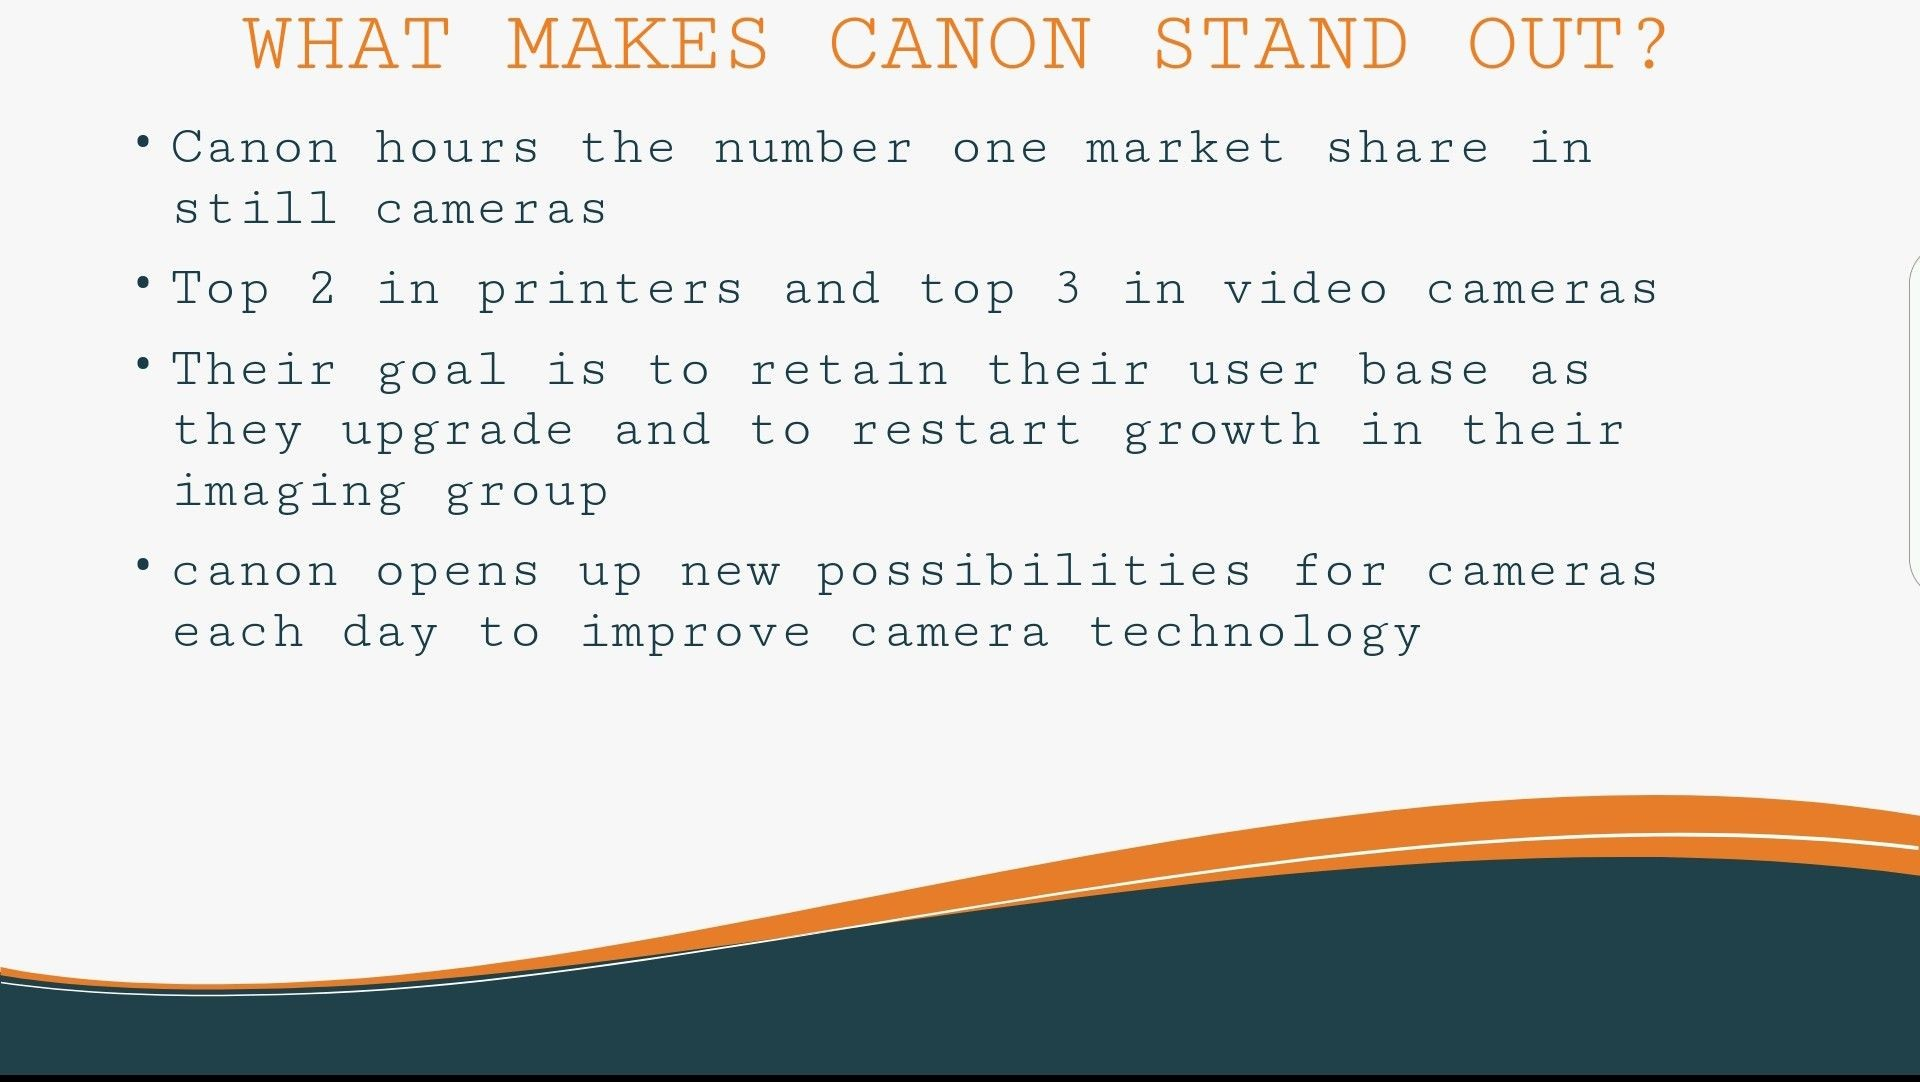 WHAT MAKES CANON STAND OUT?
• Canon hours the number one market share in
still cameras
• Top 2 in printers and top 3 in video cameras
• Their goal is to retain their user base as
they upgrade and to restart growth in their
imaging group
• canon opens up new possibilities for cameras
each day to improve camera technology